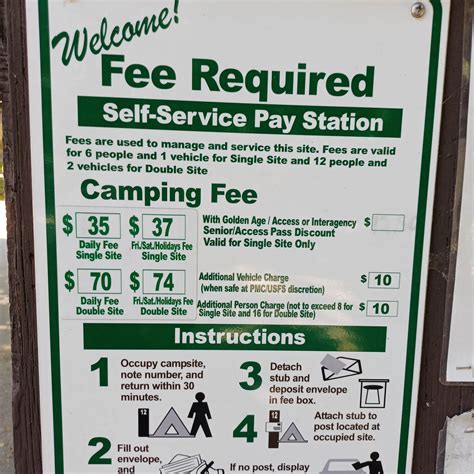 Welcome!
Fee Required
Self-Service Pay Station
Fees are used to manage and service this site. Fees are valid
for 6 people and 1 vehicle for Single Site and 12 people and
2 vehicles for Double Site
Camping Fee
$ 35 $ 37
Daily Fee Fri./Sat./Holidays Fee
Single Site Single Site
With Golden Age / Access or Interagency $
Senior/Access Pass Discount
Valid for Single Site Only
$ 70 $ 74
Daily Fee Fri./Sat./Holidays Fee
Double Site Double Site
Additional Vehicle Charge $ 10
(when safe at PMC/USFS discretion)
Additional Person Charge (not to exceed 8 for $ 10
Single Site and 16 for Double Site)
Instructions
1 Occupy campsite,
note number, and
return within 30
minutes.
12
2 Fill out
envelope,
and
3 Detach
stub and
deposit envelope
in fee box.
4 12 Attach stub to
post located at
occupied site.
If no post, display